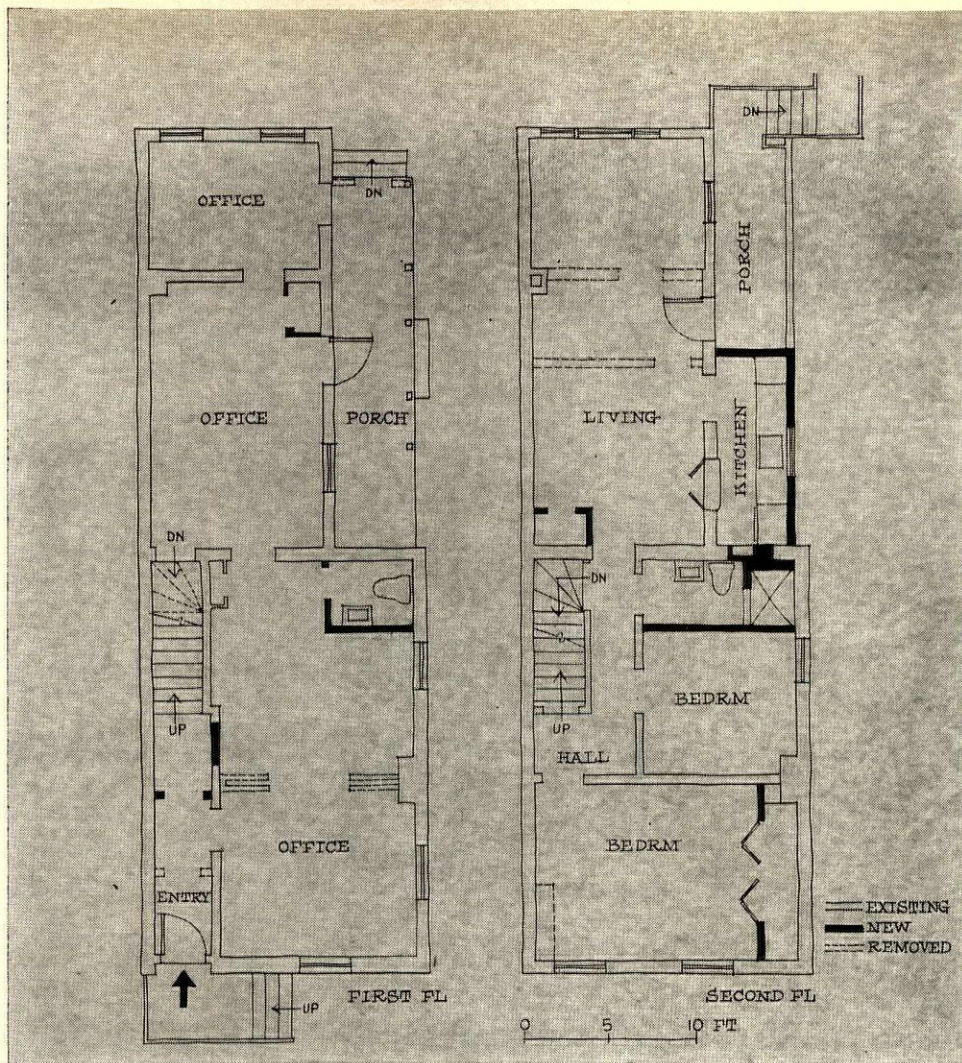 OFFICE
DN
OFFICE
PORCH
DN
UP
OFFICE
ENTRY
UP
FIRST FL
DN
PORCH
LIVING
KITCHEN
DN
BEDRM
UP
HALL
BEDRM
EXISTING
NEW
REMOVED
SECOND FL
0 5 10 FT